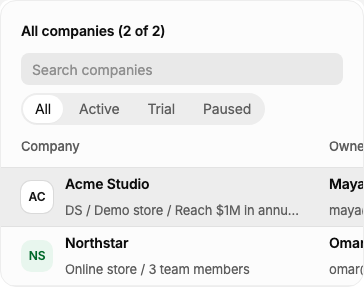 All companies (2 of 2)
Search companies
All Active Trial Paused
Company Owne
AC Acme Studio Maya
DS / Demo store / Reach $1M in annu... maya
NS Northstar Omar
Online store / 3 team members omar